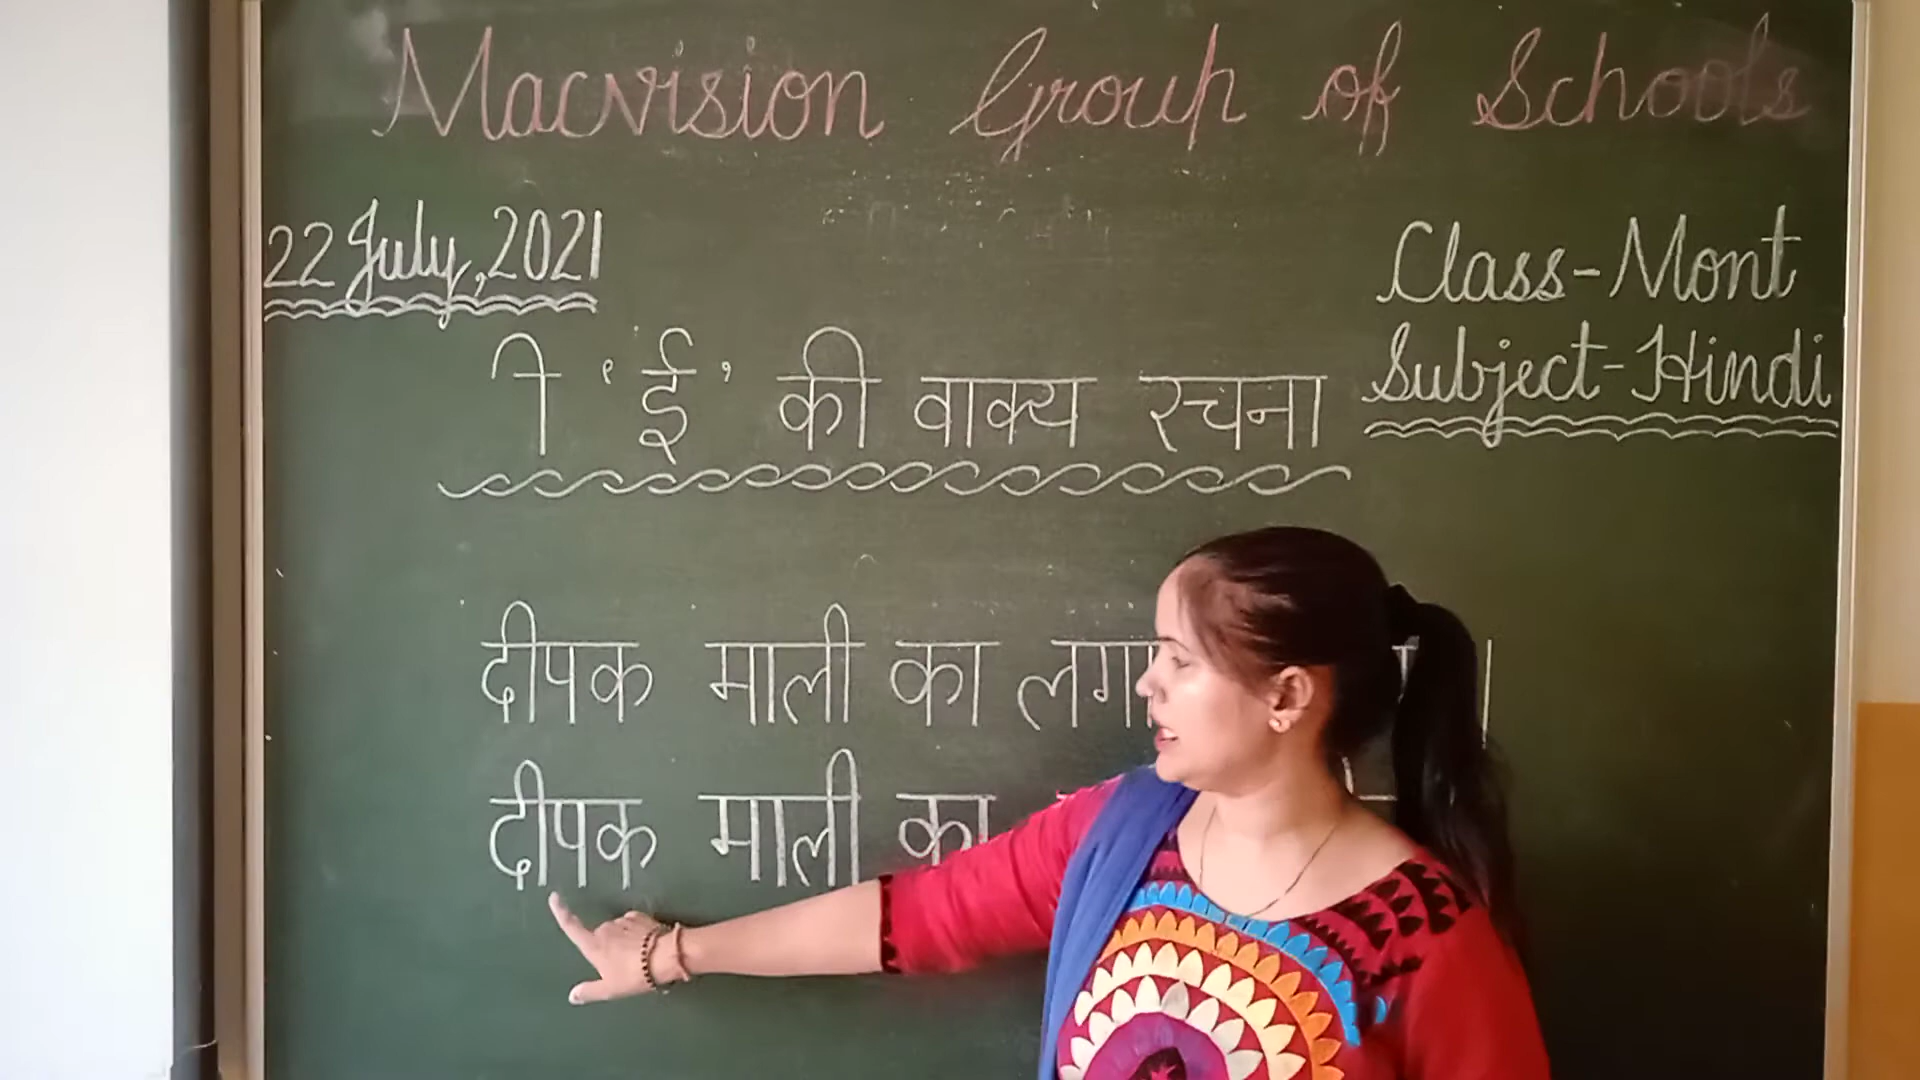 Macvision Group of Schools
22 July, 2021
Class-Mont
Subject-Hindi
ी 'ई' की वाक्य रचना
दीपक माली का ।
दीपक माली का